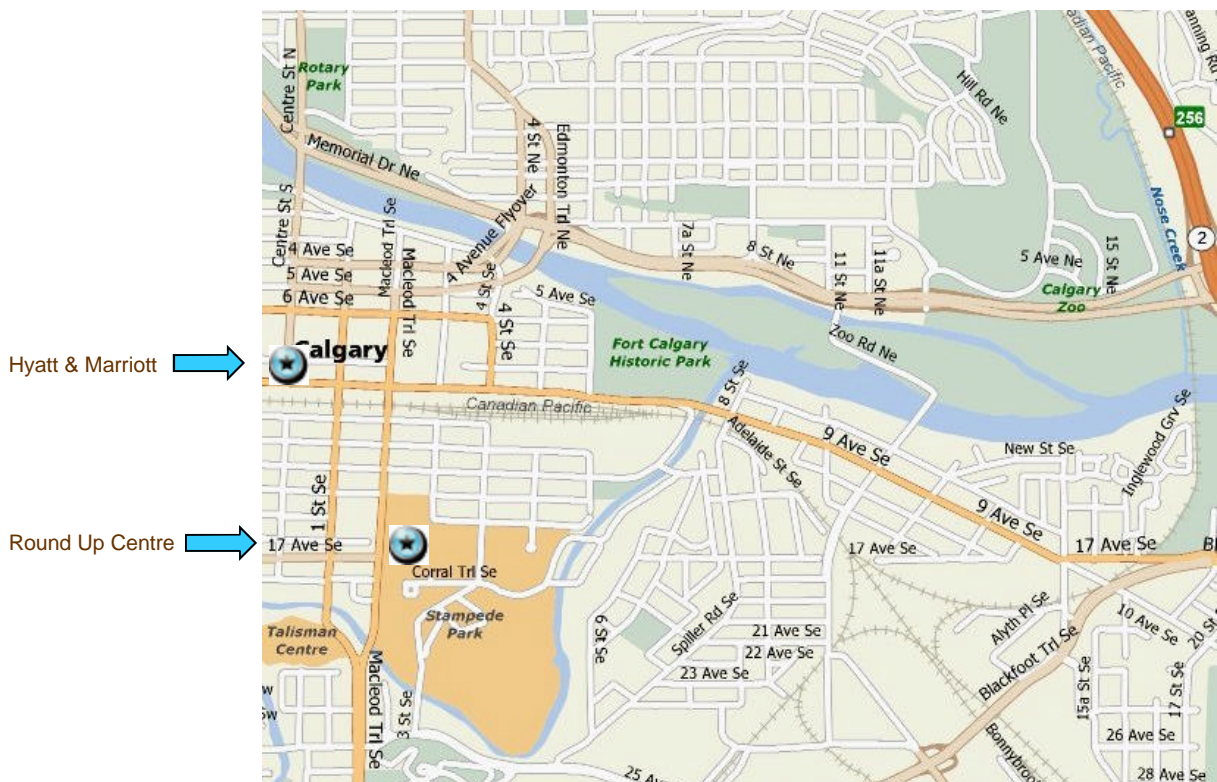 Hyatt & Marriott
Round Up Centre
Centre St N
Rotary
Park
Memorial Dr Ne
4 St Ne
Edmonton Trl Ne
Hill Rd Ne
Canadian Pacific
256
Nose Creek
2
Centre St S
4 Ave Se
5 Ave Se
6 Ave Se
Macleod Trl Se
Macleod Trl Se
4 Avenue Flyover
4 St Se
4 St Se
5 Ave Se
7a St Ne
8 St Ne
11 St Ne
11a St Ne
5 Ave Ne
15 St Ne
Calgary
Zoo
Calgary
Fort Calgary
Historic Park
Zoo Rd Ne
8 St Se
Canadian Pacific
Adelaide St Se
9 Ave Se
New St Se
Inglewood Grv Se
9 Ave Se
1 St Se
17 Ave Se
17 Ave Se
17 Ave Se
Bl
Corral Trl Se
Stampede
Park
Talisman
Centre
Macleod Trl Se
3 St Se
6 St Se
Spiller Rd Se
21 Ave Se
22 Ave Se
23 Ave Se
25 Ave
Alyth Pl Se
Blackfoot Trl Se
10 Ave Se
20 St
15a St Se
17 St Se
26 Ave Se
28 Ave Se
Bonnybroo